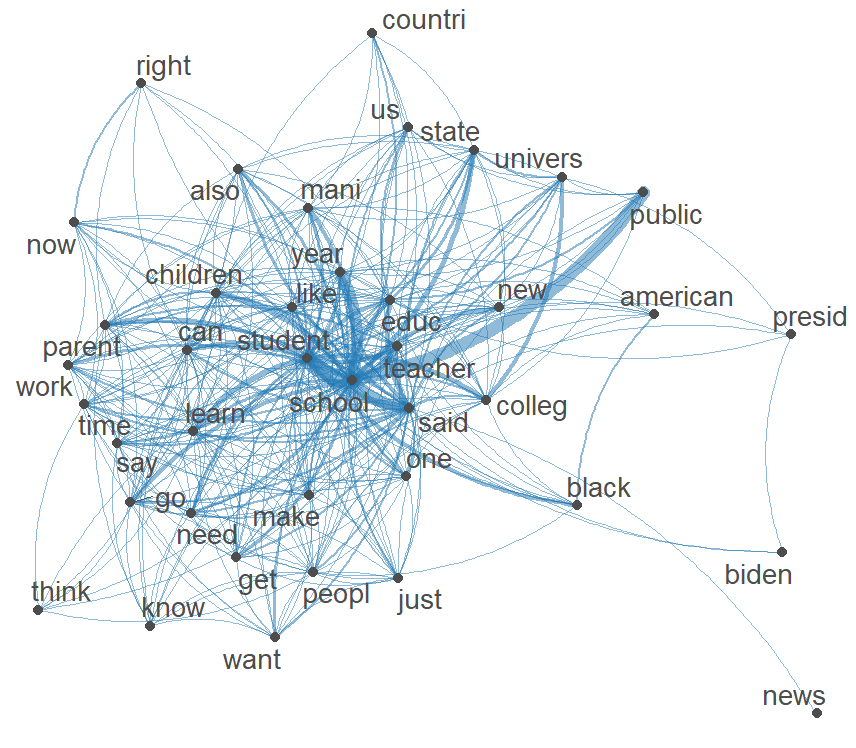 countri
right
us
state
univers
also
mani
public
now
year
children
like
new
american
educ
presid
can
student
parent
teacher
work
school
colleg
learn
said
time
say
one
go
black
make
need
biden
get
think
peopl
know
just
want
news